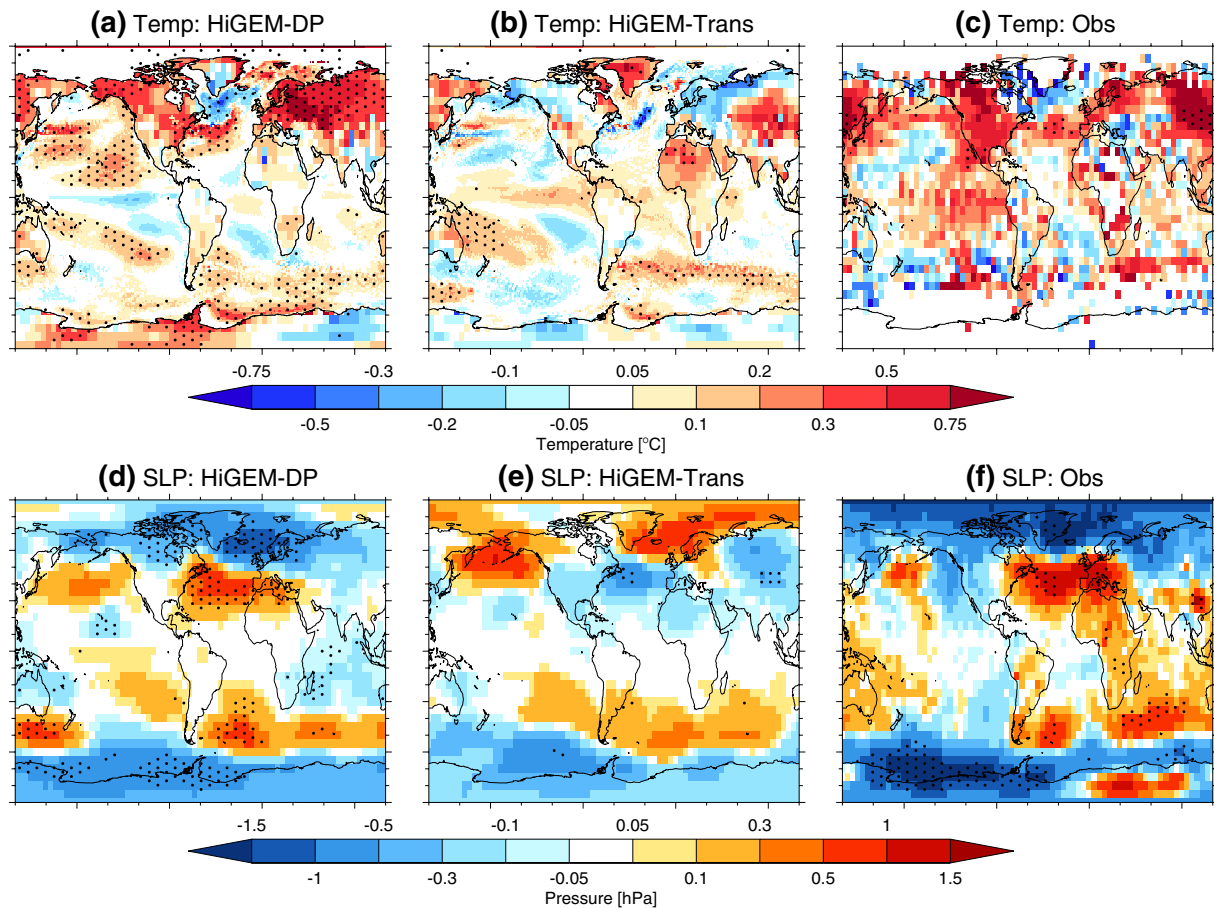 (a) Temp: HiGEM-DP
(b) Temp: HiGEM-Trans
(c) Temp: Obs
-0.75 -0.3 -0.1 0.05 0.2 0.5
-0.5 -0.2 -0.05 0.1 0.3 0.75
Temperature [°C]
(d) SLP: HiGEM-DP
(e) SLP: HiGEM-Trans
(f) SLP: Obs
-1.5 -0.5 -0.1 0.05 0.3 1
-1 -0.3 -0.05 0.1 0.5 1.5
Pressure [hPa]